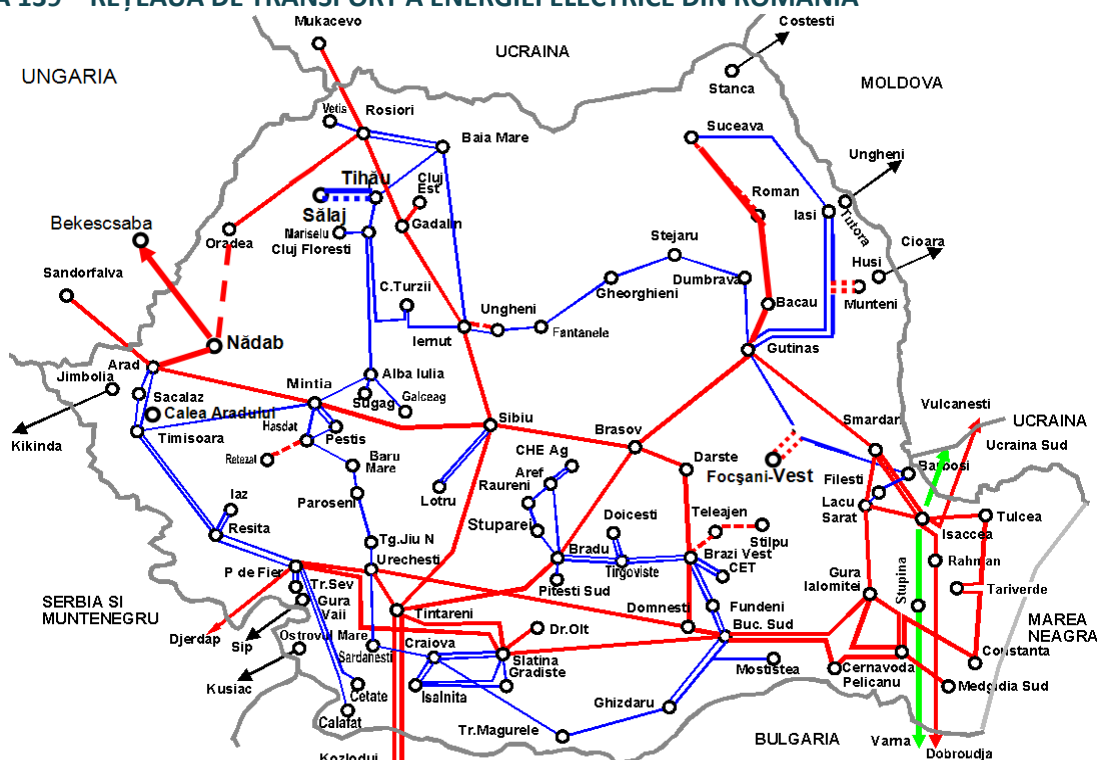 A 139 – REȚEAUA DE TRANSPORT A ENERGIEI ELECTRICE DIN ROMANIA
Mukacevo
Costesti
UCRAINA
UNGARIA
MOLDOVA
Stanca
Vetis
Rosiori
Baia Mare
Suceava
Ungheni
Tihău
Cluj
Est
Roman
Iasi
Tutora
Sălaj
Bekescsaba
Oradea
Mariselu
Gadalin
Cluj Floresti
Stejaru
Cioara
Husi
Sandorfalva
C.Turzii
Gheorghieni
Dumbrava
Munteni
Bacau
Ungheni
Fantanele
Iernut
Nădab
Gutinas
Arad
Jimbolia
Mintia
Alba Iulia
Sacalaz
Sugag
Galceag
Calea Aradului
Sibiu
Smardan
Vulcanesti
UCRAINA
Kikinda
Timisoara
Hasdat
Pestis
Brasov
Ucraina Sud
Retezat
Baru
Mare
CHE Ag
Darste
Barbosi
Focșani-Vest
Aref
Raureni
Filesti
Iaz
Paroseni
Lotru
Lacu
Sarat
Teleajen
Tulcea
Resita
Stuparei
Doicesti
Stilpu
Isaccea
Tg.Jiu N
Urechesti
Bradu
Brazi Vest
P de Fier
Tirgoviste
Rahman
Tr.Sev
Pitesti Sud
CET
Gura
Ialomitei
Stupina
Tariverde
SERBIA SI
MUNTENEGRU
Gura
Vaii
Tintareni
Domnesti
Fundeni
MAREA
NEAGRA
Djerdap
Sip
Ostrovul Mare
Dr.Olt
Buc. Sud
Craiova
Sardanesti
Slatina
Constanta
Kusiac
Gradiste
Mostistea
Cernavoda
Pelicanu
Medgidia Sud
Cetate
Isalnita
Calafat
Ghizdaru
Tr.Magurele
BULGARIA
Varna
Kozlodui
Dobroudja